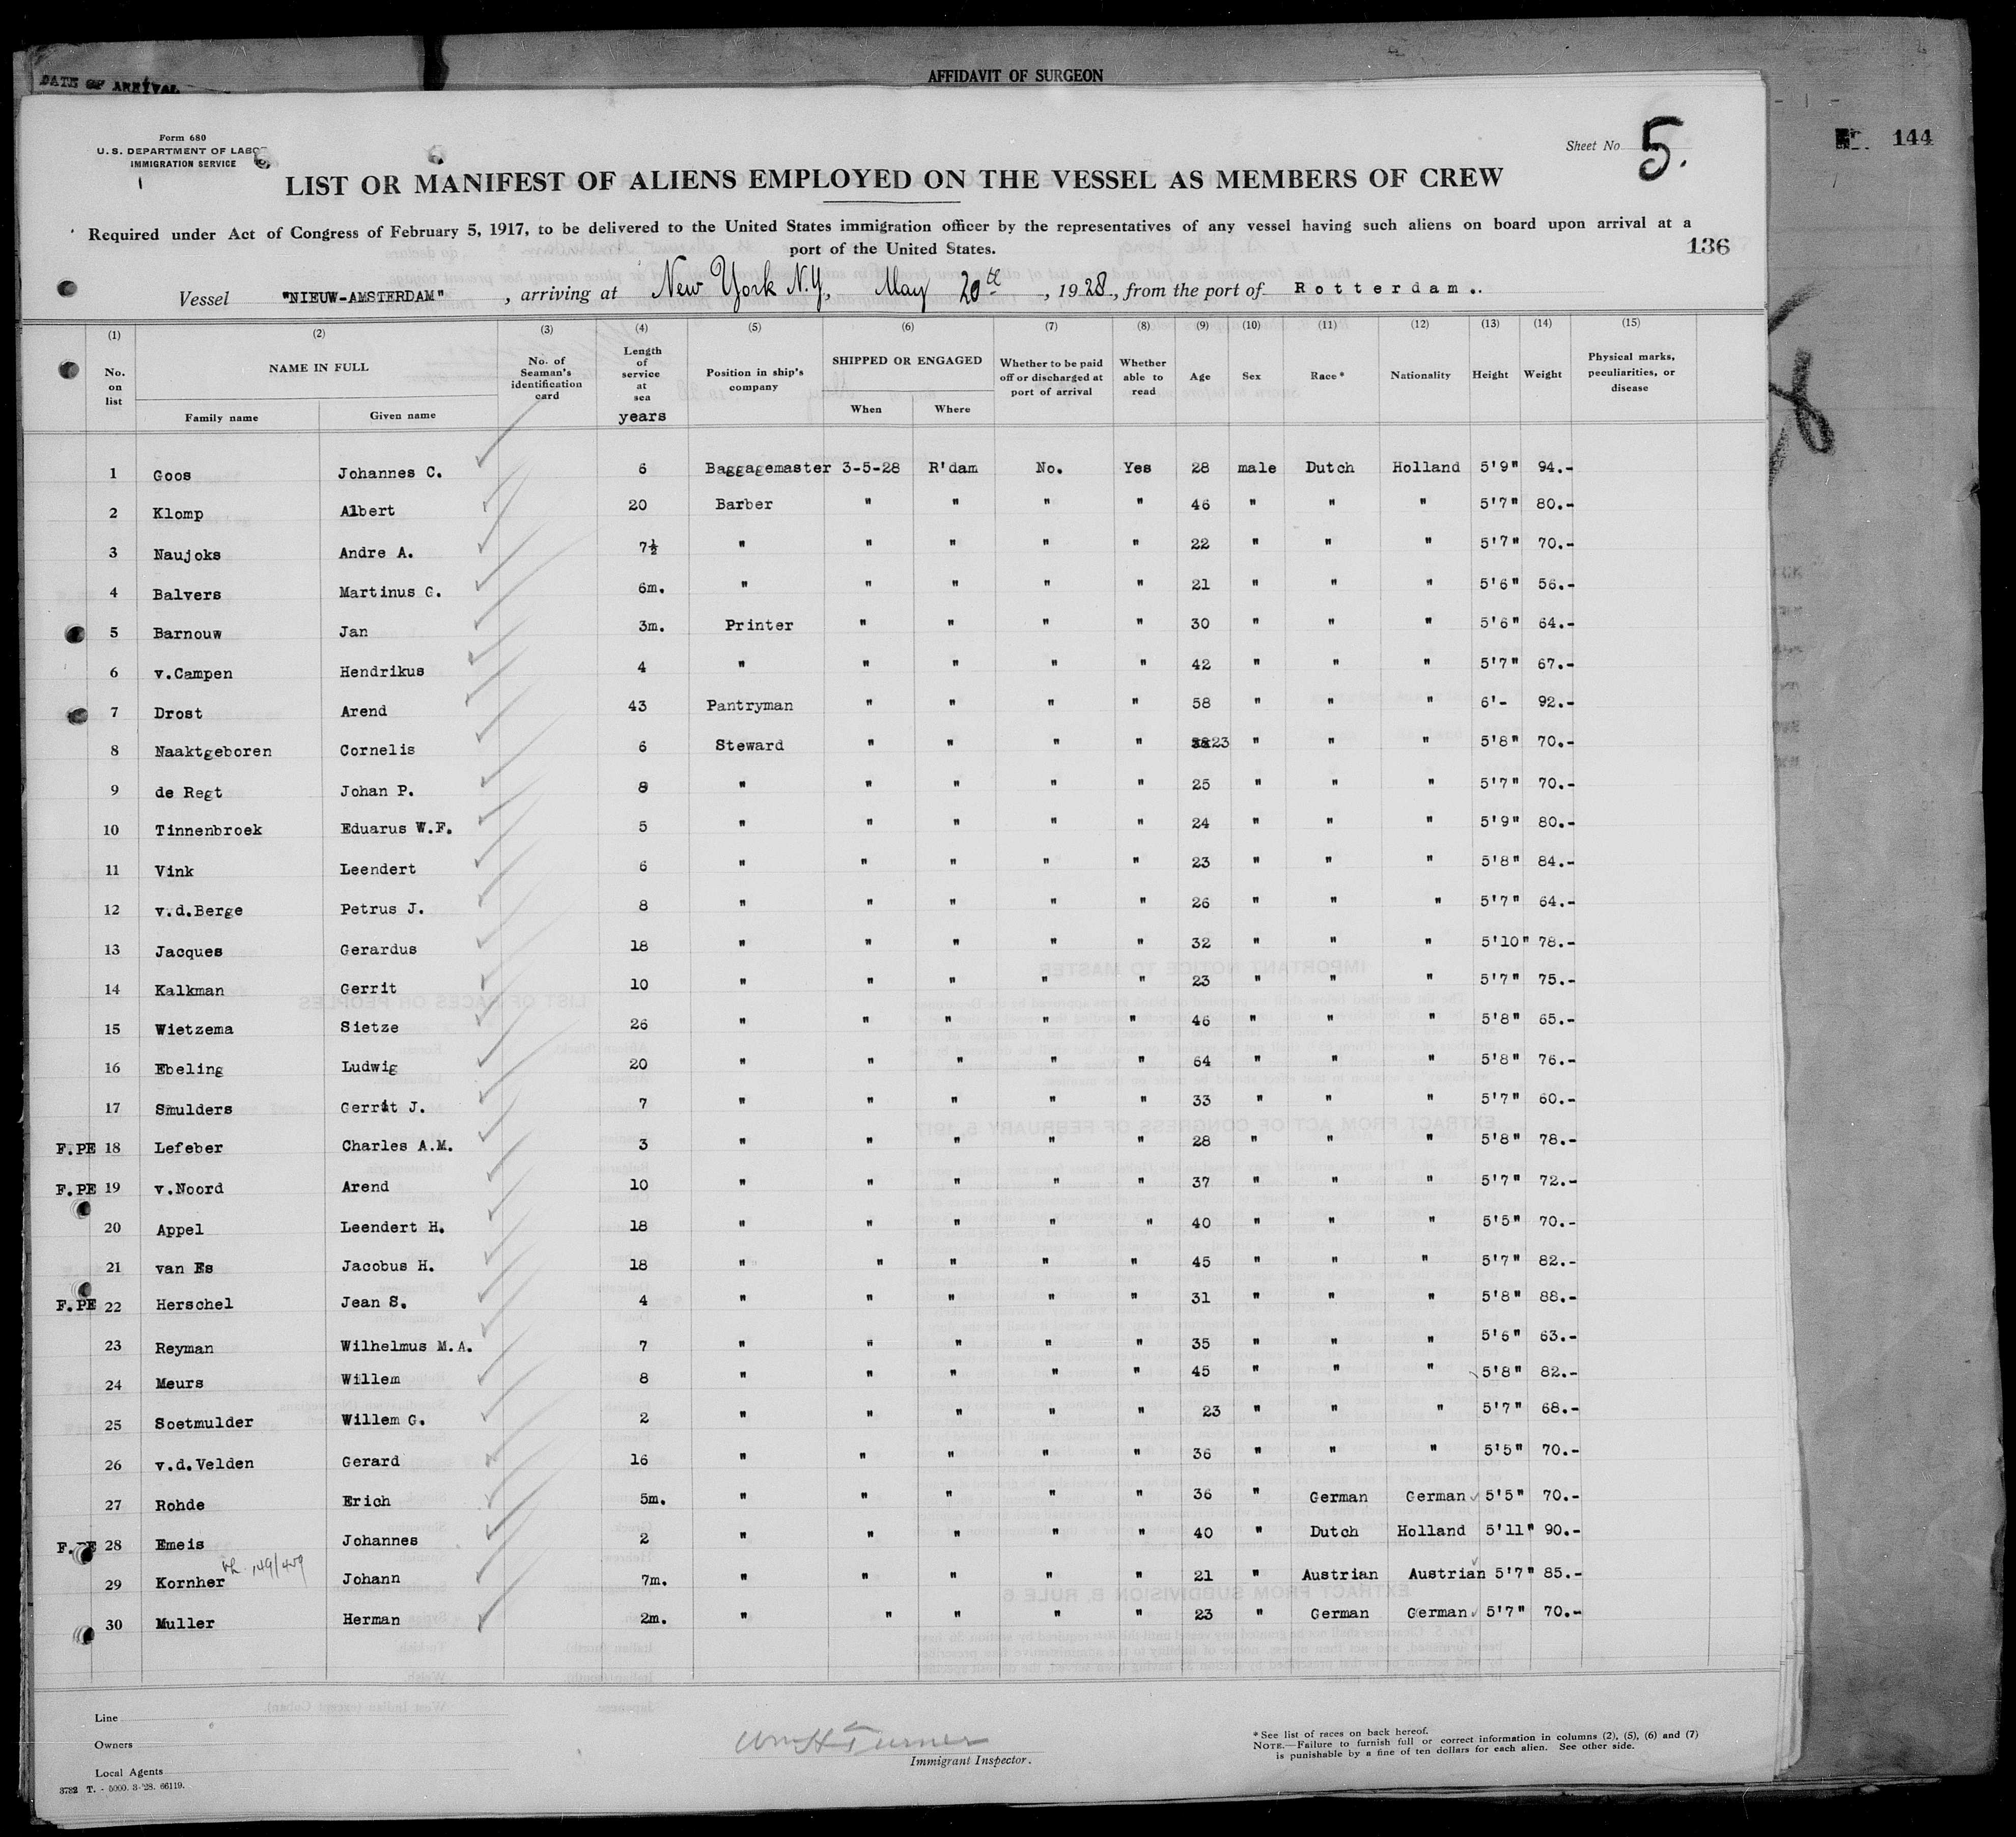 DATE OF ARRIVAL
AFFIDAVIT OF SURGEON
144
Form 680
U. S. DEPARTMENT OF LABOR
IMMIGRATION SERVICE
Sheet No 5.
LIST OR MANIFEST OF ALIENS EMPLOYED ON THE VESSEL AS MEMBERS OF CREW
Required under Act of Congress of February 5, 1917, to be delivered to the United States immigration officer by the representatives of any vessel having such aliens on board upon arrival at a
port of the United States.
136
Vessel "NIEUW-AMSTERDAM", arriving at New York N.Y., May 20th, 1928, from the port of Rotterdam..
(1) (2) (3) (4) (5) (6) (7) (8) (9) (10) (11) (12) (13) (14) (15)
No. on list NAME IN FULL No. of Seaman's identification card Length of service at sea years Position in ship's company SHIPPED OR ENGAGED Whether to be paid off or discharged at port of arrival Whether able to read Age Sex Race* Nationality Height Weight Physical marks, peculiarities, or disease
Family name Given name When Where
1 Goos Johannes C. 6 Baggagemaster 3-5-28 R'dam No. Yes 28 male Dutch Holland 5'9" 94.-
2 Klomp Albert 20 Barber " " " " 46 " " " 5'7" 80.-
3 Naujoks Andre A. 7½ " " " " " 22 " " " 5'7" 70.-
4 Balvers Martinus G. 6m. " " " " " 21 " " " 5'6" 56.-
5 Barnouw Jan 3m. Printer " " " " 30 " " " 5'6" 64.-
6 v.Campen Hendrikus 4 " " " " " 42 " " " 5'7" 67.-
7 Drost Arend 43 Pantryman " " " " 58 " " " 6'- 92.-
8 Naaktgeboren Cornelis 6 Steward " " " " 23 " " " 5'8" 70.-
9 de Regt Johan P. 8 " " " " " 25 " " " 5'7" 70.-
10 Tinnenbroek Eduarus W.F. 5 " " " " " 24 " " " 5'9" 80.-
11 Vink Leendert 6 " " " " " 23 " " " 5'8" 84.-
12 v.d.Berge Petrus J. 8 " " " " " 26 " " " 5'7" 64.-
13 Jacques Gerardus 18 " " " " " 32 " " " 5'10" 78.-
14 Kalkman Gerrit 10 " " " " " 23 " " " 5'7" 75.-
15 Wietzema Sietze 26 " " " " " 46 " " " 5'8" 65.-
16 Ebeling Ludwig 20 " " " " " 64 " " " 5'8" 76.-
17 Smulders Gerrit J. 7 " " " " " 33 " " " 5'7" 60.-
F.PE 18 Lefeber Charles A.M. 3 " " " " " 28 " " " 5'8" 78.-
F.PE 19 v.Noord Arend 10 " " " " " 37 " " " 5'7" 72.-
20 Appel Leendert H. 18 " " " " " 40 " " " 5'5" 70.-
21 van Es Jacobus H. 18 " " " " " 45 " " " 5'7" 82.-
F.PE 22 Herschel Jean S. 4 " " " " " 31 " " " 5'8" 88.-
23 Reyman Wilhelmus M.A. 7 " " " " " 35 " " " 5'6" 63.-
24 Meurs Willem 8 " " " " " 45 " " " 5'8" 82.-
25 Soetmulder Willem G. 2 " " " " " 23 " " " 5'7" 68.-
26 v.d.Velden Gerard 16 " " " " " 36 " " " 5'5" 70.-
27 Rohde Erich 5m. " " " " " 36 " German German 5'5" 70.-
F.PE 28 Emeis Johannes 2 " " " " " 40 " Dutch Holland 5'11" 90.-
29 Kornher Johann 7m. " " " " " 21 " Austrian Austrian 5'7" 85.-
30 Muller Herman 2m. " " " " " 23 " German German 5'7" 70.-
Line
Owners
Local Agents
3782 T. - 5000. 3-'28. 66119.
Wm H Turner
Immigrant Inspector.
* See list of races on back hereof.
NOTE.—Failure to furnish full or correct information in columns (2), (5), (6) and (7)
is punishable by a fine of ten dollars for each alien. See other side.